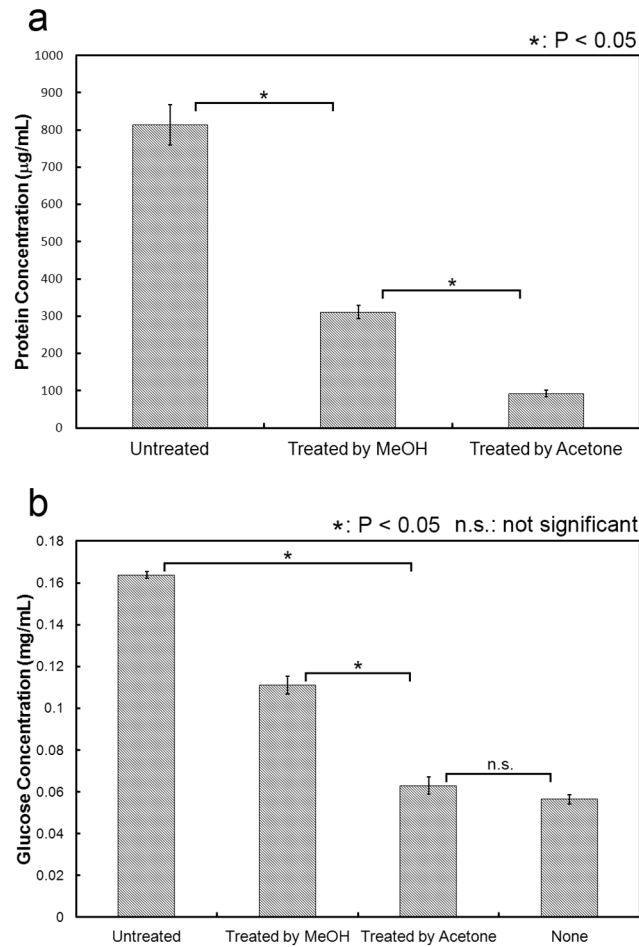 a
*: P < 0.05
Protein Concentration (µg/mL)
1000
900
800
700
600
500
400
300
200
100
0
*
*
Untreated Treated by MeOH Treated by Acetone
b
*: P < 0.05 n.s.: not significant
Glucose Concentration (mg/mL)
0.18
0.16
0.14
0.12
0.1
0.08
0.06
0.04
0.02
0
*
*
n.s.
Untreated Treated by MeOH Treated by Acetone None